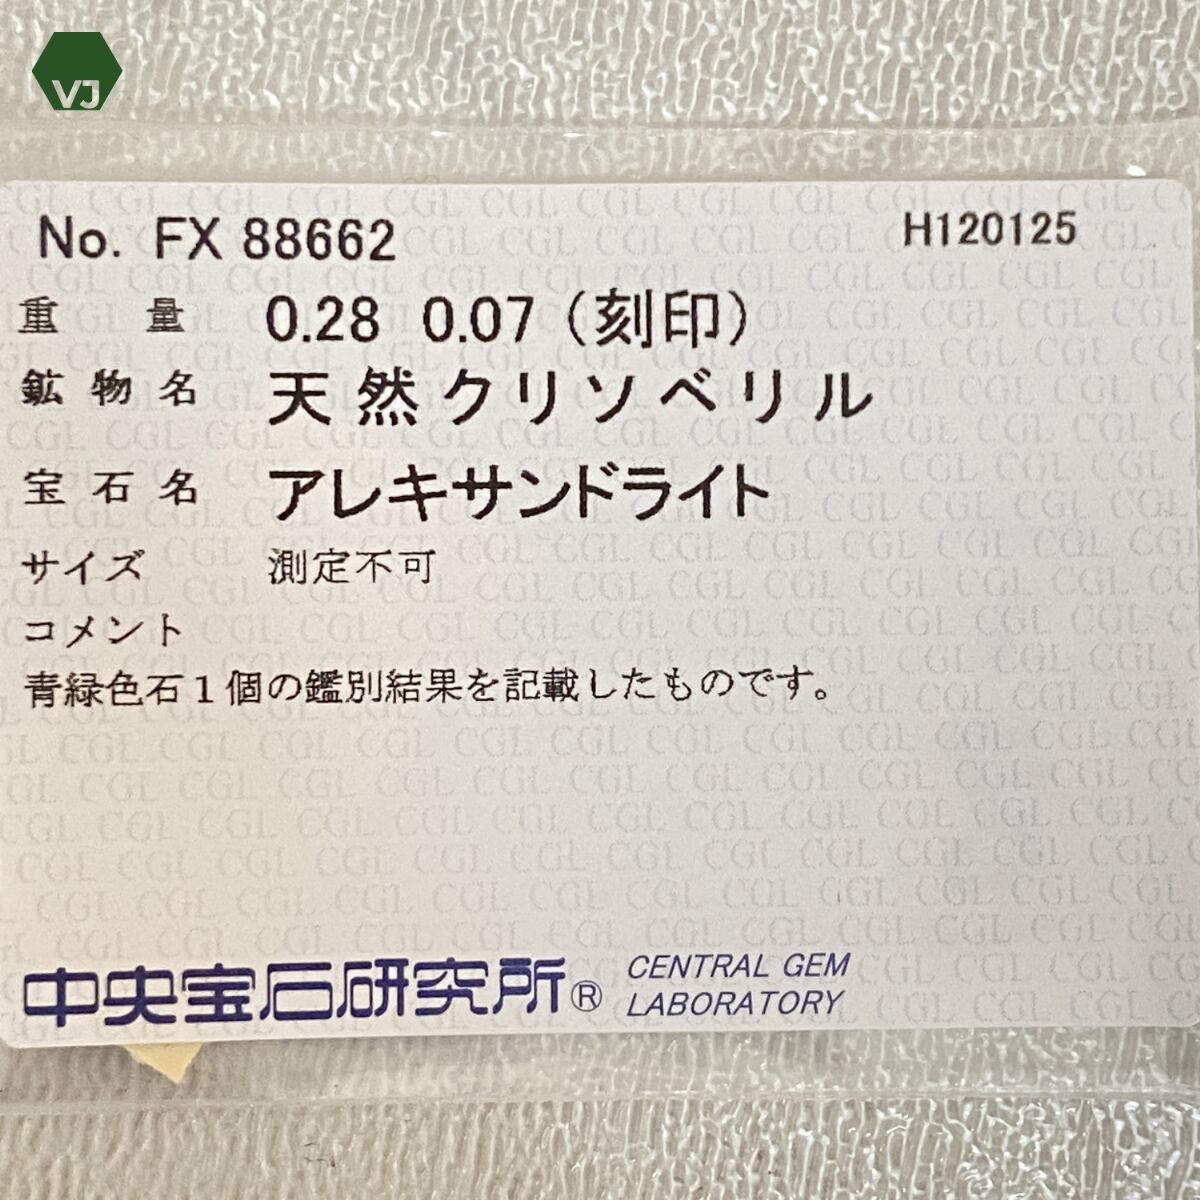 VJ
No. FX 88662
H120125
重量 0.28 0.07 (刻印)
鉱物名 天然クリソベリル
宝石名 アレキサンドライト
サイズ 測定不可
コメント
青緑色石1個の鑑別結果を記載したものです。
中央宝石研究所® CENTRAL GEM
LABORATORY